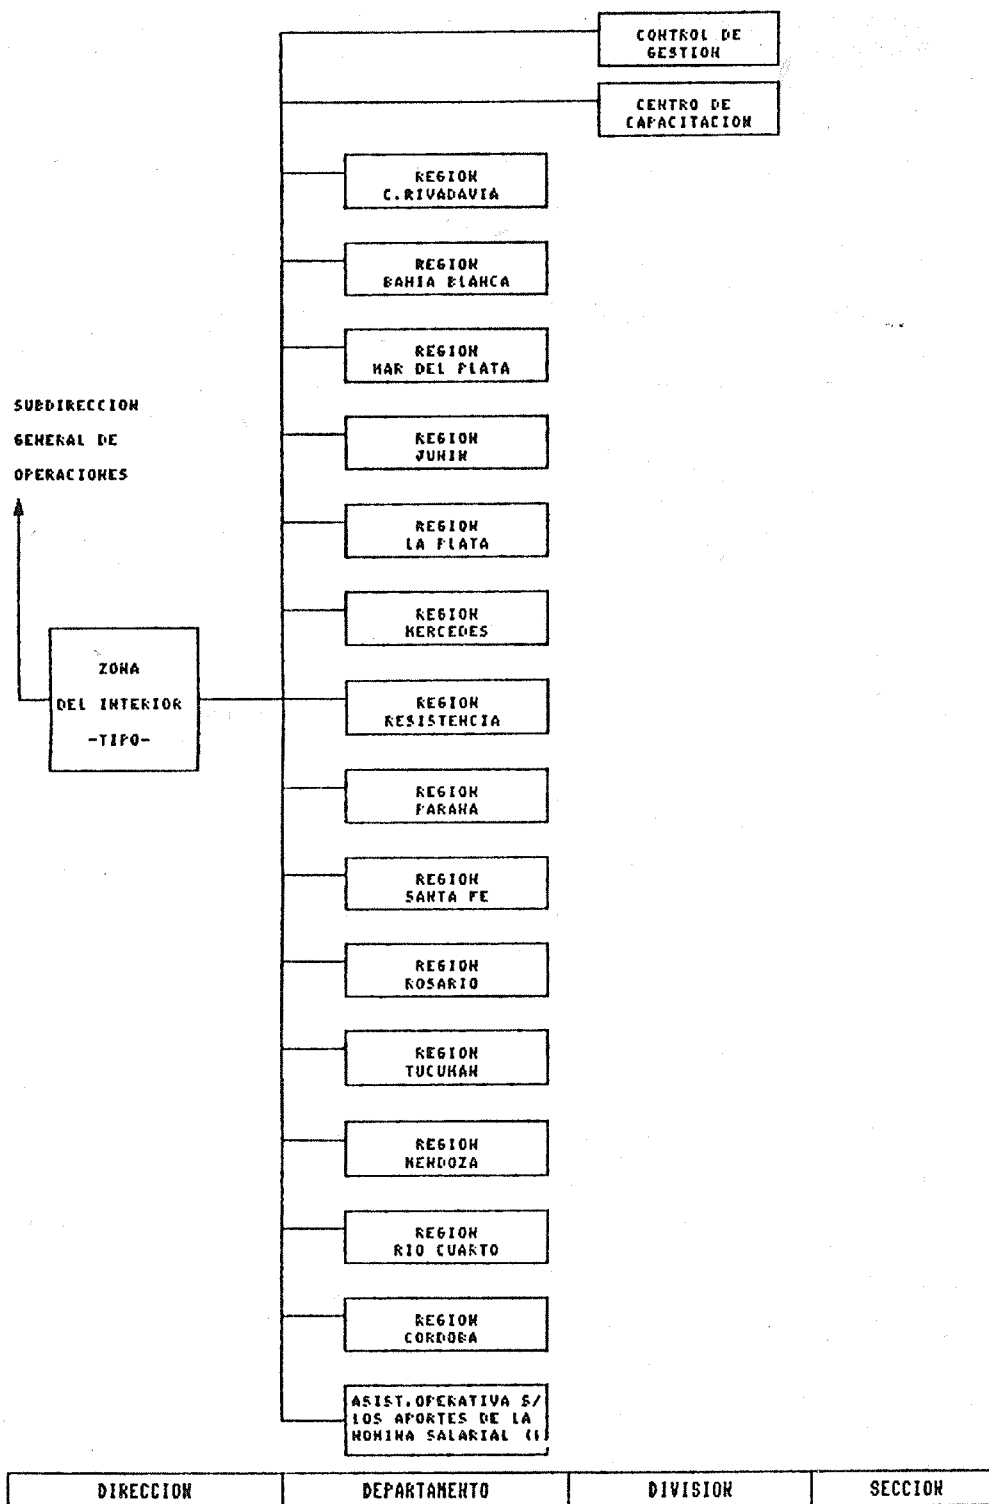 CONTROL DE
GESTION
CENTRO DE
CAPACITACION
REGION
C.RIVADAVIA
REGION
BAHIA BLANCA
REGION
MAR DEL PLATA
SUBDIRECCION
GENERAL DE
OPERACIONES
REGION
JUNIN
REGION
LA PLATA
REGION
MERCEDES
ZONA
DEL INTERIOR
-TIPO-
REGION
RESISTENCIA
REGION
PARANA
REGION
SANTA FE
REGION
ROSARIO
REGION
TUCUMAN
REGION
MENDOZA
REGION
RIO CUARTO
REGION
CORDOBA
ASIST.OPERATIVA S/
LOS APORTES DE LA
NOMINA SALARIAL
DIRECCION DEPARTAMENTO DIVISION SECCION